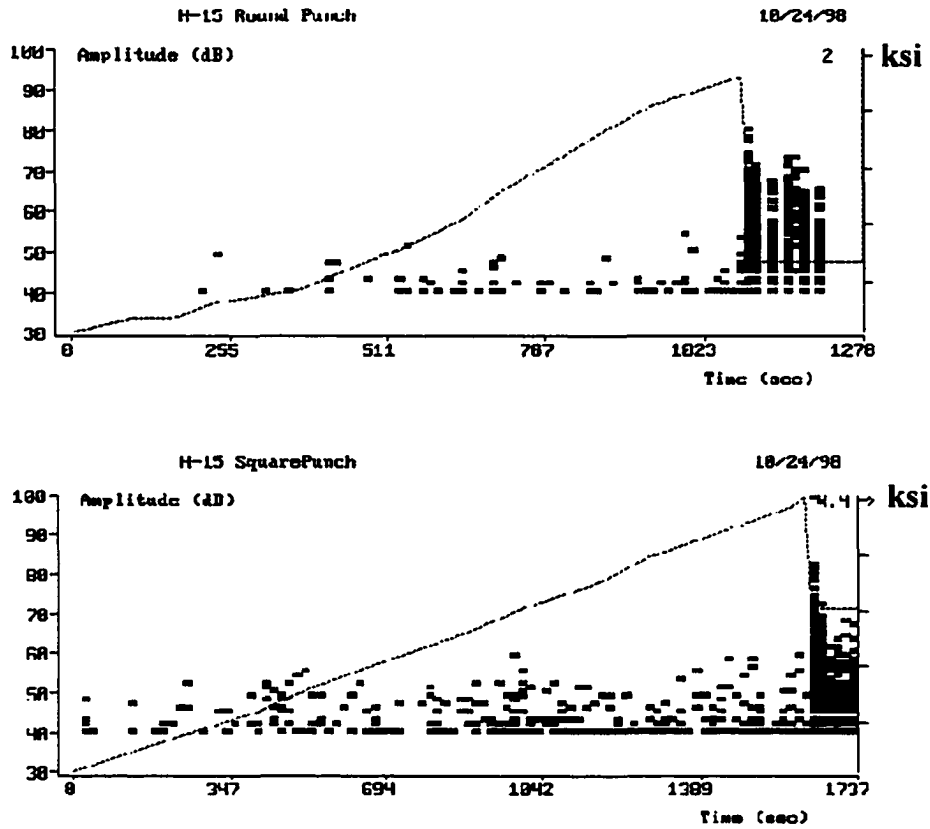 H-15 Round Punch 10/24/98
Amplitude (dB) 2 ksi
100
90
80
70
60
50
40
30
0 255 511 767 1023 1278
Time (sec)
H-15 SquarePunch 10/24/98
Amplitude (dB) 4.4 ksi
100
90
80
70
60
50
40
30
0 347 694 1042 1389 1737
Time (sec)